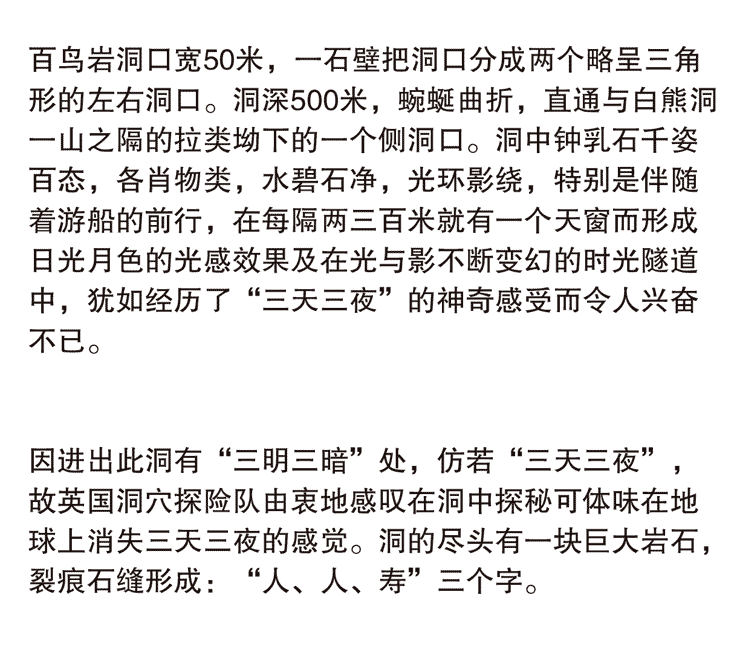 百鸟岩洞口宽50米，一石壁把洞口分成两个略呈三角
形的左右洞口。洞深500米，蜿蜒曲折，直通与白熊洞
一山之隔的拉类坳下的一个侧洞口。洞中钟乳石千姿
百态，各肖物类，水碧石净，光环影绕，特别是伴随
着游船的前行，在每隔两三百米就有一个天窗而形成
日光月色的光感效果及在光与影不断变幻的时光隧道
中，犹如经历了“三天三夜”的神奇感受而令人兴奋
不已。
因进出此洞有“三明三暗”处，仿若“三天三夜”，
故英国洞穴探险队由衷地感叹在洞中探秘可体味在地
球上消失三天三夜的感觉。洞的尽头有一块巨大岩石，
裂痕石缝形成：“人、人、寿”三个字。